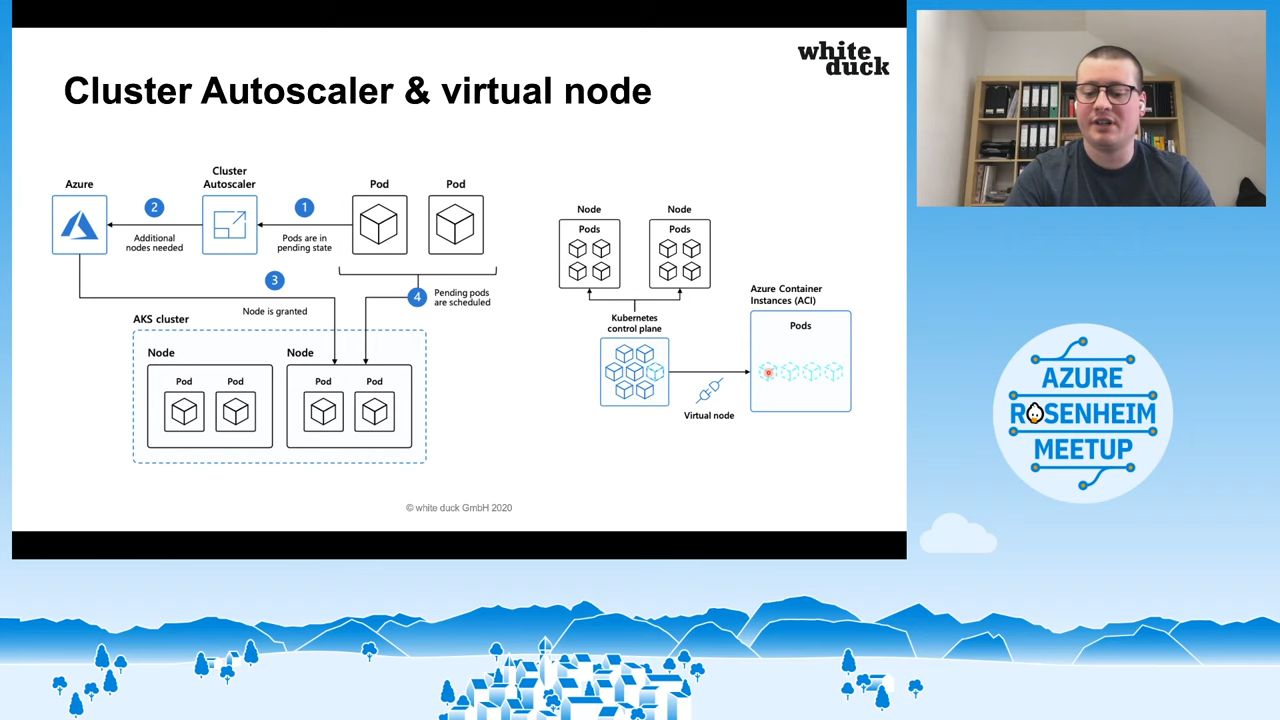 white
duck
Cluster Autoscaler & virtual node
Azure
Cluster
Autoscaler
Pod
Pod
2
1
Additional
nodes needed
Pods are in
pending state
3
4
Pending pods
are scheduled
Node is granted
AKS cluster
Node
Node
Pod
Pod
Pod
Pod
Node
Node
Pods
Pods
Kubernetes
control plane
Azure Container
Instances (ACI)
Pods
Virtual node
© white duck GmbH 2020
AZURE
ROSENHEIM
MEETUP